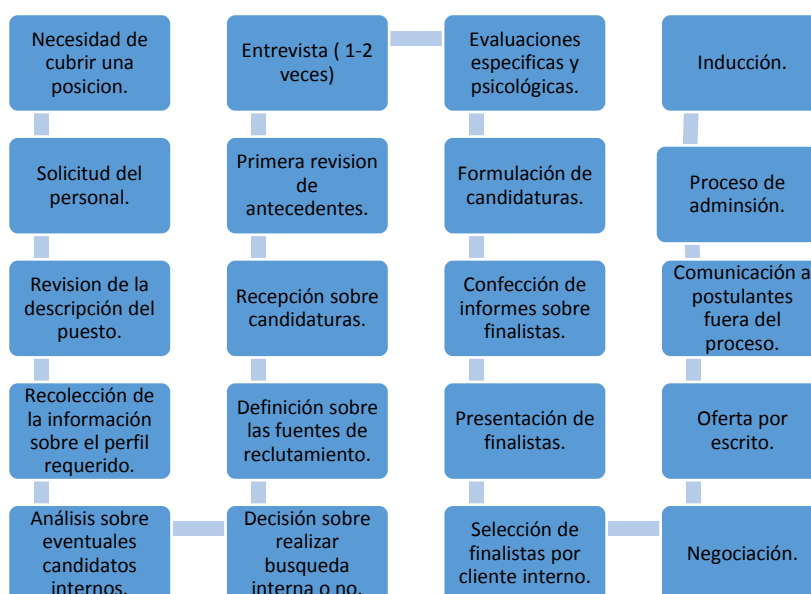 Necesidad de
cubrir una
posicion.
Solicitud del
personal.
Revision de la
descripción del
puesto.
Recolección de
la información
sobre el perfil
requerido.
Análisis sobre
eventuales
candidatos
internos.
Decisión sobre
realizar
busqueda
interna o no.
Definición sobre
las fuentes de
reclutamiento.
Recepción sobre
candidaturas.
Primera revision
de
antecedentes.
Entrevista ( 1-2
veces)
Evaluaciones
especificas y
psicológicas.
Formulación de
candidaturas.
Confección de
informes sobre
finalistas.
Presentación de
finalistas.
Selección de
finalistas por
cliente interno.
Negociación.
Oferta por
escrito.
Comunicación a
postulantes
fuera del
proceso.
Proceso de
adminsión.
Inducción.